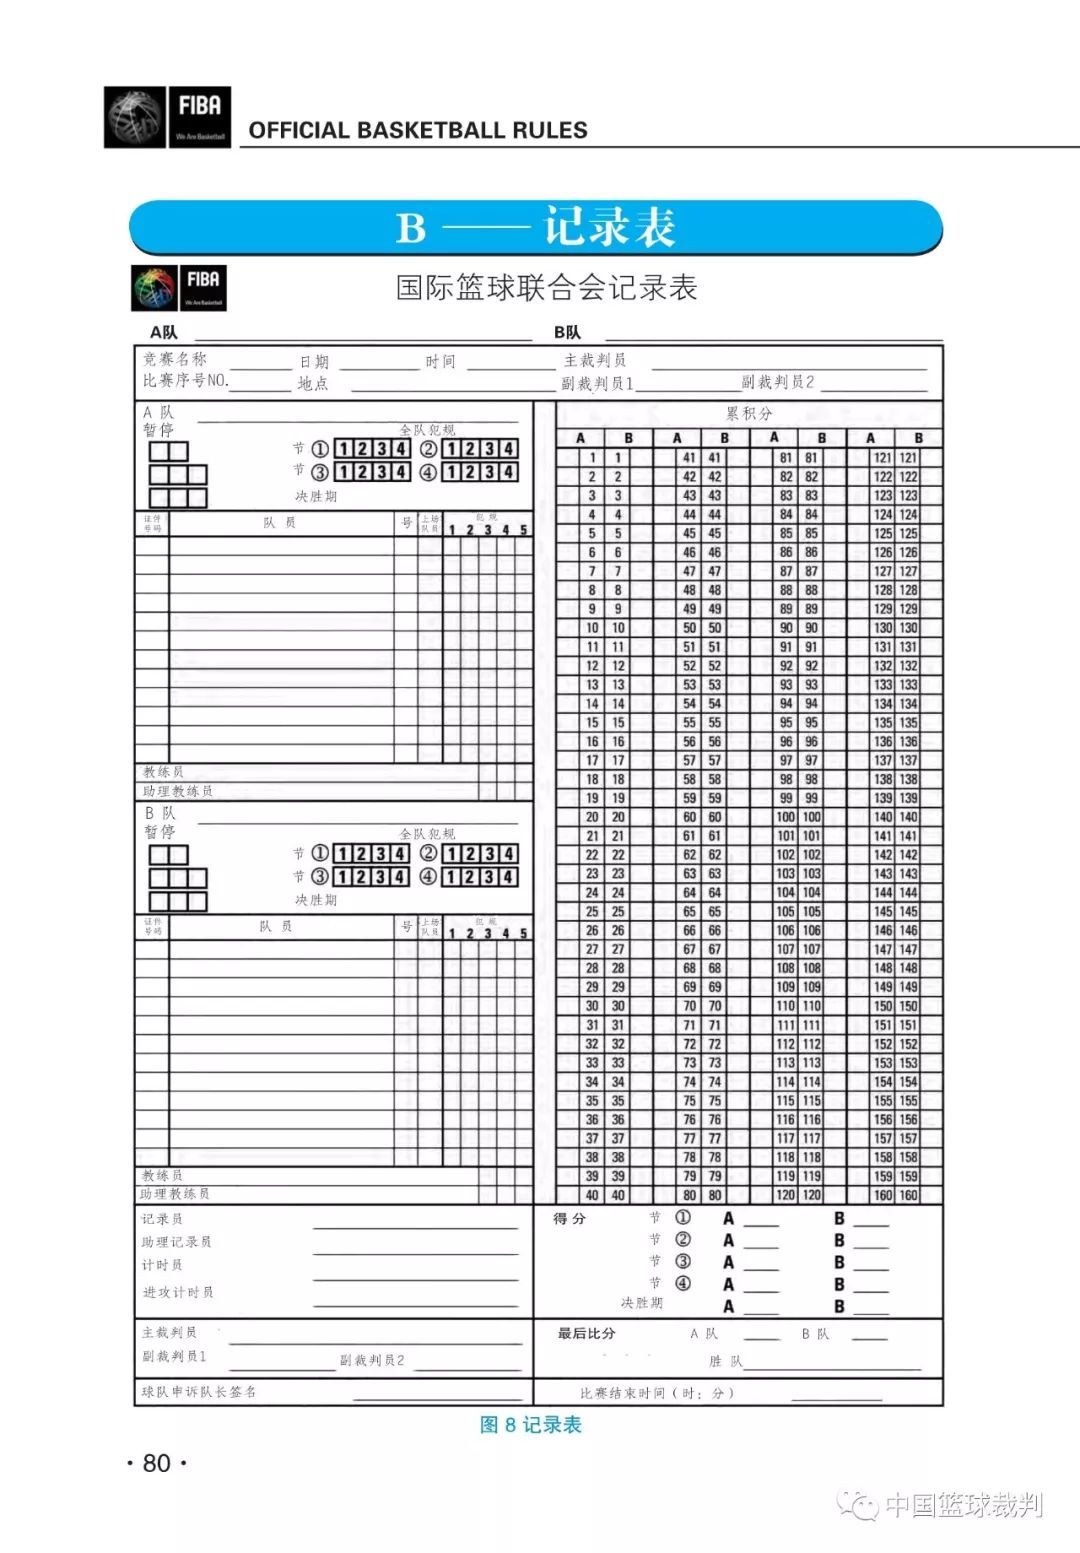 FIBA
We Are Basketball
OFFICIAL BASKETBALL RULES
B —— 记录表
FIBA
We Are Basketball
国际篮球联合会记录表
A队 B队
竞赛名称 日期 时间 主裁判员
比赛序号NO. 地点 副裁判员1 副裁判员2
A 队
暂停 全队犯规
节 ① 1 2 3 4 ② 1 2 3 4
节 ③ 1 2 3 4 ④ 1 2 3 4
决胜期
证件号码 队 员 号 上场队员 犯 规
1 2 3 4 5
教练员
助理教练员
B 队
暂停 全队犯规
节 ① 1 2 3 4 ② 1 2 3 4
节 ③ 1 2 3 4 ④ 1 2 3 4
决胜期
证件号码 队 员 号 上场队员 犯 规
1 2 3 4 5
教练员
助理教练员
累积分
A B A B A B A B
1 1 41 41 81 81 121 121
2 2 42 42 82 82 122 122
3 3 43 43 83 83 123 123
4 4 44 44 84 84 124 124
5 5 45 45 85 85 125 125
6 6 46 46 86 86 126 126
7 7 47 47 87 87 127 127
8 8 48 48 88 88 128 128
9 9 49 49 89 89 129 129
10 10 50 50 90 90 130 130
11 11 51 51 91 91 131 131
12 12 52 52 92 92 132 132
13 13 53 53 93 93 133 133
14 14 54 54 94 94 134 134
15 15 55 55 95 95 135 135
16 16 56 56 96 96 136 136
17 17 57 57 97 97 137 137
18 18 58 58 98 98 138 138
19 19 59 59 99 99 139 139
20 20 60 60 100 100 140 140
21 21 61 61 101 101 141 141
22 22 62 62 102 102 142 142
23 23 63 63 103 103 143 143
24 24 64 64 104 104 144 144
25 25 65 65 105 105 145 145
26 26 66 66 106 106 146 146
27 27 67 67 107 107 147 147
28 28 68 68 108 108 148 148
29 29 69 69 109 109 149 149
30 30 70 70 110 110 150 150
31 31 71 71 111 111 151 151
32 32 72 72 112 112 152 152
33 33 73 73 113 113 153 153
34 34 74 74 114 114 154 154
35 35 75 75 115 115 155 155
36 36 76 76 116 116 156 156
37 37 77 77 117 117 157 157
38 38 78 78 118 118 158 158
39 39 79 79 119 119 159 159
40 40 80 80 120 120 160 160
记录员
助理记录员
计时员
进攻计时员
得 分 节 ① A B
节 ② A B
节 ③ A B
节 ④ A B
决胜期 A B
主裁判员
副裁判员1 副裁判员2
最后比分 A 队 B 队
胜 队
球队申诉队长签名 比赛结束时间（时：分）
图 8 记录表
·80·
中国篮球裁判